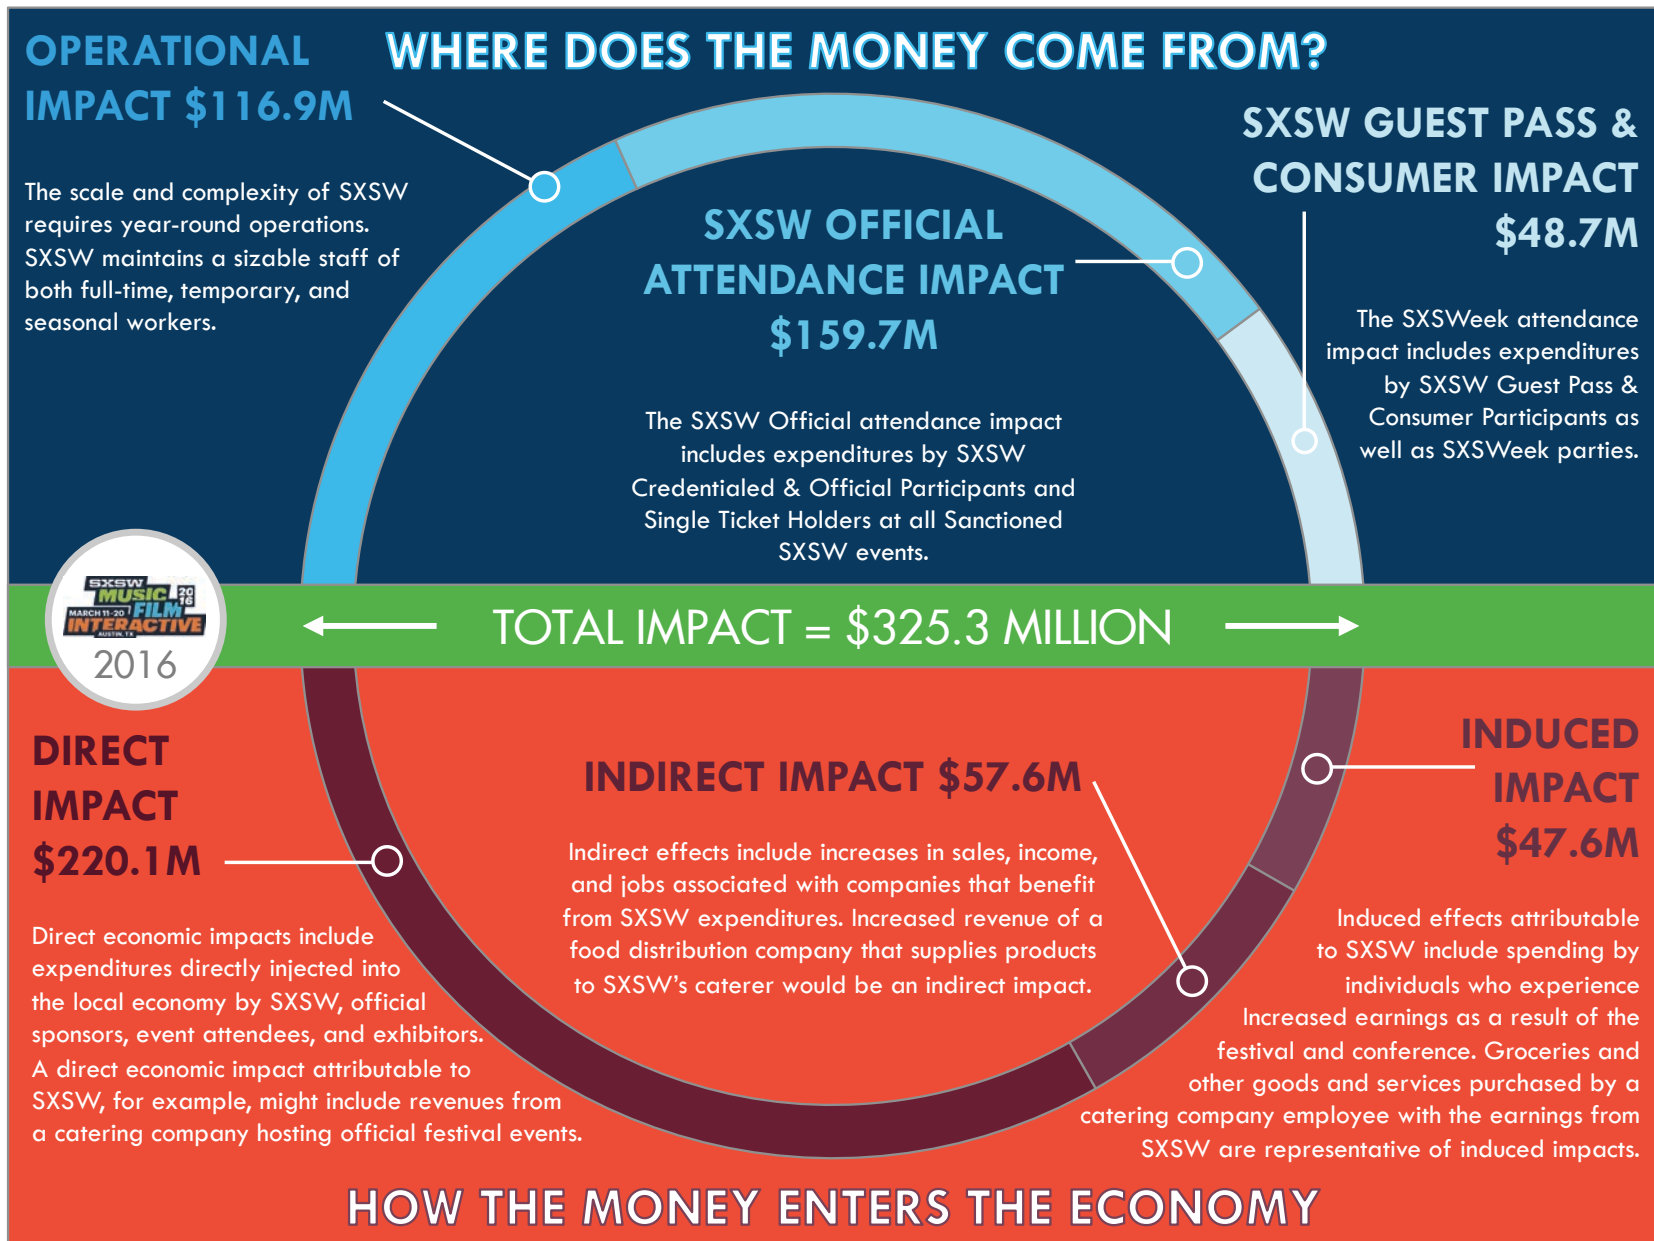 WHERE DOES THE MONEY COME FROM?
OPERATIONAL
IMPACT $116.9M
The scale and complexity of SXSW
requires year-round operations.
SXSW maintains a sizable staff of
both full-time, temporary, and
seasonal workers.
SXSW OFFICIAL
ATTENDANCE IMPACT
$159.7M
The SXSW Official attendance impact
includes expenditures by SXSW
Credentialed & Official Participants and
Single Ticket Holders at all Sanctioned
SXSW events.
SXSW GUEST PASS &
CONSUMER IMPACT
$48.7M
The SXSWeek attendance
impact includes expenditures
by SXSW Guest Pass &
Consumer Participants as
well as SXSWeek parties.
SXSW
MUSIC 2016
MARCH 11-20 FILM
INTERACTIVE
AUSTIN, TX
2016
TOTAL IMPACT = $325.3 MILLION
DIRECT
IMPACT
$220.1M
Direct economic impacts include
expenditures directly injected into
the local economy by SXSW, official
sponsors, event attendees, and exhibitors.
A direct economic impact attributable to
SXSW, for example, might include revenues from
a catering company hosting official festival events.
INDIRECT IMPACT $57.6M
Indirect effects include increases in sales, income,
and jobs associated with companies that benefit
from SXSW expenditures. Increased revenue of a
food distribution company that supplies products
to SXSW's caterer would be an indirect impact.
INDUCED
IMPACT
$47.6M
Induced effects attributable
to SXSW include spending by
individuals who experience
Increased earnings as a result of the
festival and conference. Groceries and
other goods and services purchased by a
catering company employee with the earnings from
SXSW are representative of induced impacts.
HOW THE MONEY ENTERS THE ECONOMY